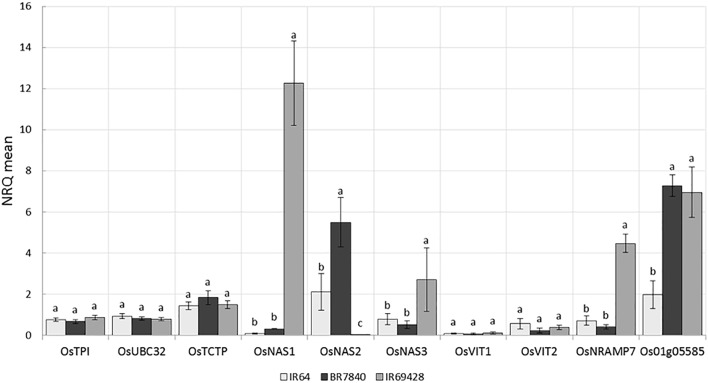 16
14
12
10
8
6
4
2
0
NRQ mean
a a a
a a a
a a a
b b a
b a c
b b a
a a a
a a a
b b a
b a a
OsTPI OsUBC32 OsTCTP OsNAS1 OsNAS2 OsNAS3 OsVIT1 OsVIT2 OsNRAMP7 Os01g05585
IR64 BR7840 IR69428